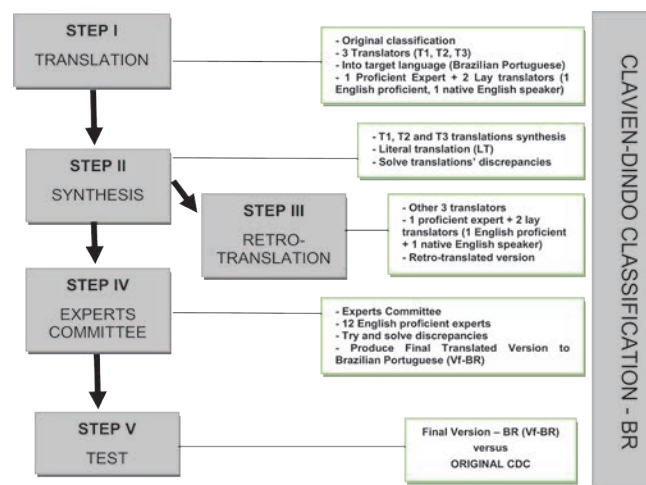 STEP I
TRANSLATION
- Original classification
- 3 Translators (T1, T2, T3)
- Into target language (Brazilian Portuguese)
- 1 Proficient Expert + 2 Lay translators (1
English proficient, 1 native English speaker)
STEP II
SYNTHESIS
- T1, T2 and T3 translations synthesis
- Literal translation (LT)
- Solve translations' discrepancies
STEP III
RETRO-
TRANSLATION
- Other 3 translators
- 1 proficient expert + 2 lay
translators (1 English proficient
+ 1 native English speaker)
- Retro-translated version
STEP IV
EXPERTS
COMMITTEE
- Experts Committee
- 12 English proficient experts
- Try and solve discrepancies
- Produce Final Translated Version to
Brazilian Portuguese (Vf-BR)
STEP V
TEST
Final Version – BR (Vf-BR)
versus
ORIGINAL CDC
CLAVIEN-DINDO CLASSIFICATION - BR